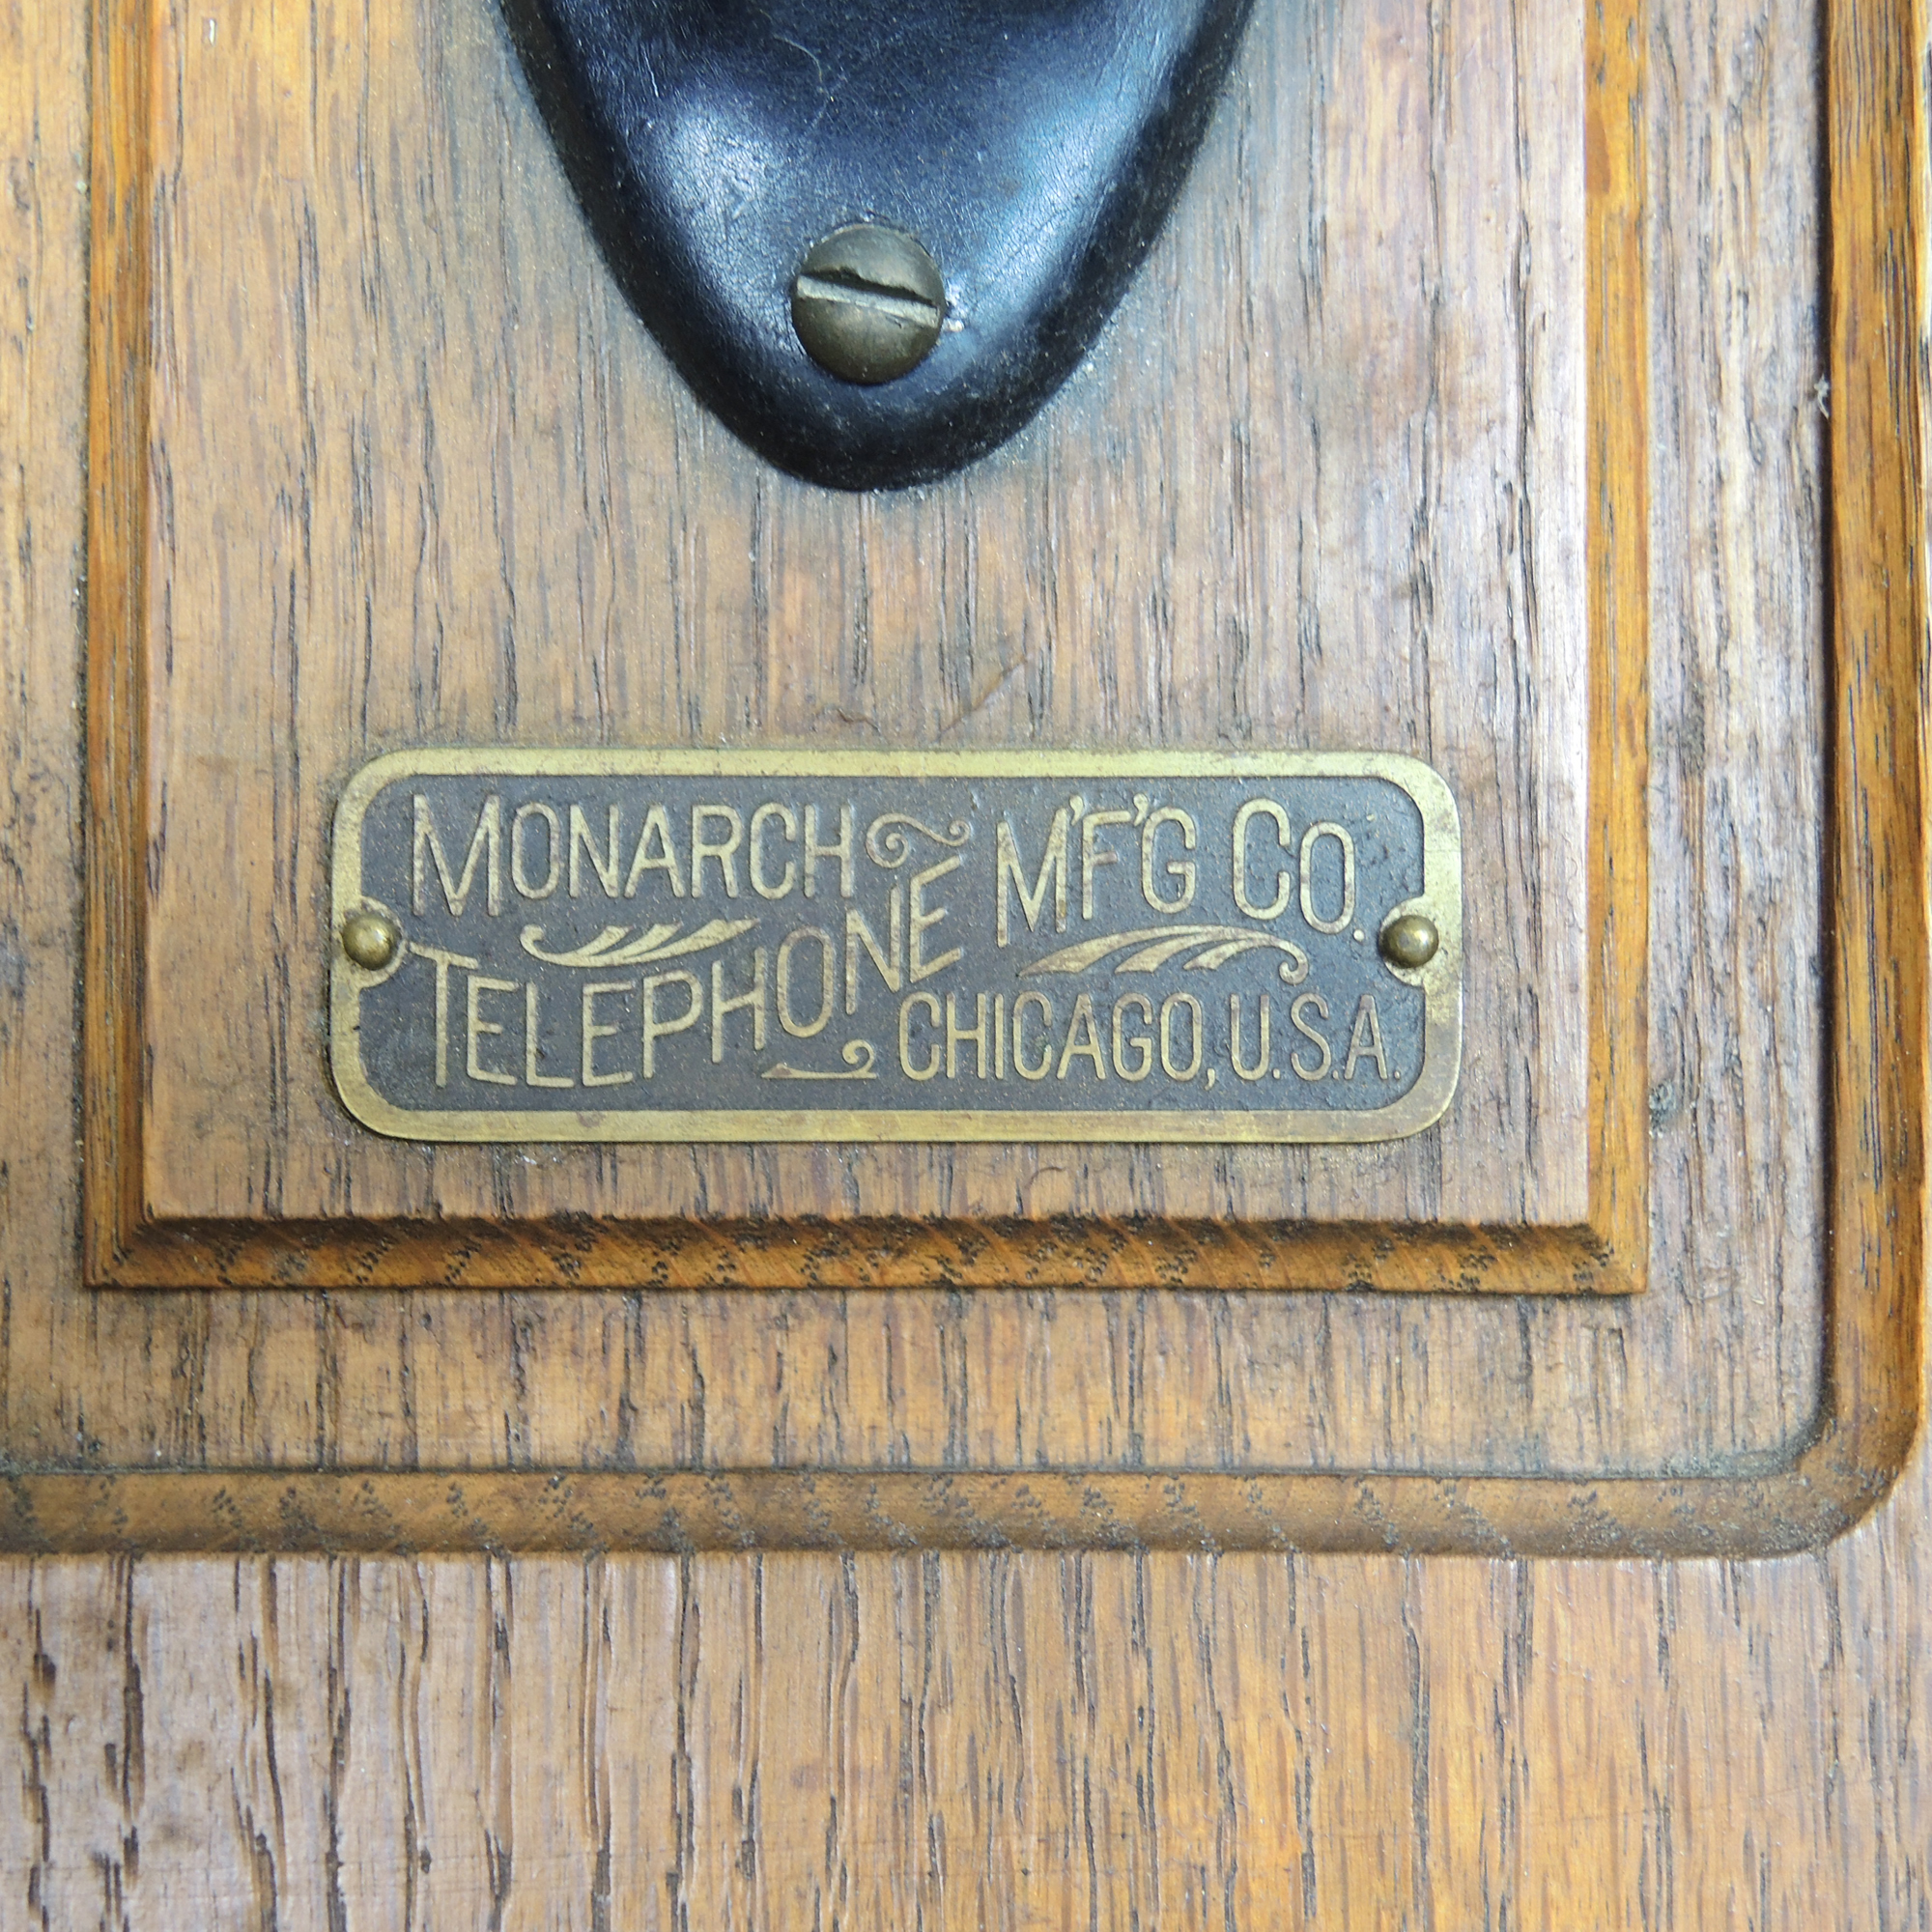 MONARCH
TELEPHONE M'F'G CO.
CHICAGO, U.S.A.